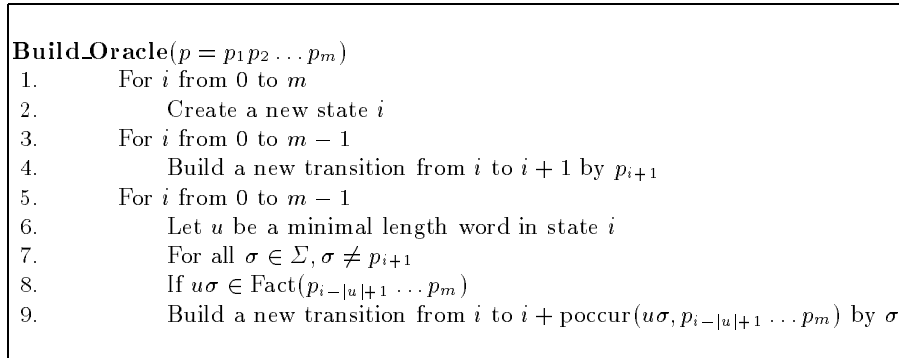 Build_Oracle(p = p₁p₂ . . . pₘ)
1. For i from 0 to m
2. Create a new state i
3. For i from 0 to m − 1
4. Build a new transition from i to i + 1 by pᵢ₊₁
5. For i from 0 to m − 1
6. Let u be a minimal length word in state i
7. For all σ ∈ Σ, σ ≠ pᵢ₊₁
8. If uσ ∈ Fact(pᵢ₋|ᵤ|₊₁ . . . pₘ)
9. Build a new transition from i to i + poccur(uσ, pᵢ₋|ᵤ|₊₁ . . . pₘ) by σ